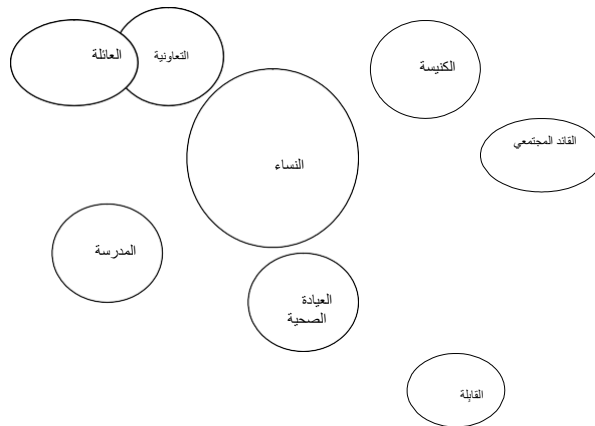 العائلة
التعاونية
الكنيسة
القائد المجتمعي
النساء
المدرسة
العيادة
الصحية
القابلة